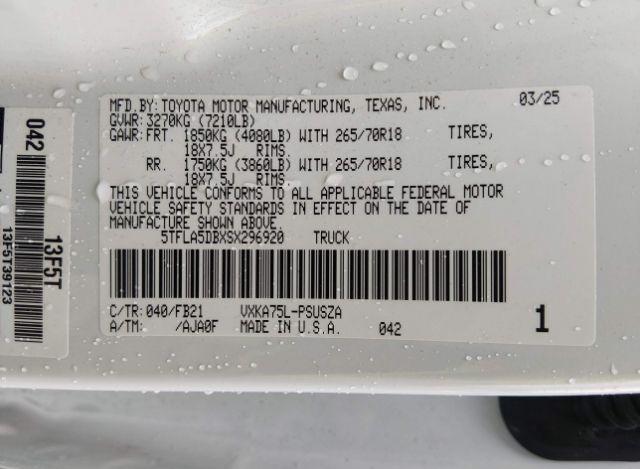 MFD.BY:TOYOTA MOTOR MANUFACTURING, TEXAS, INC. 03/25
GVWR:3270KG (7210LB)
GAWR:FRT. 1850KG (4080LB) WITH 265/70R18 TIRES,
18X7.5J RIMS
RR. 1750KG (3860LB) WITH 265/70R18 TIRES,
18X7.5J RIMS
THIS VEHICLE CONFORMS TO ALL APPLICABLE FEDERAL MOTOR
VEHICLE SAFETY STANDARDS IN EFFECT ON THE DATE OF
MANUFACTURE SHOWN ABOVE.
5TFLA5DBXSX296920 TRUCK
C/TR:040/FB21 VXKA75L-PSUSZA
A/TM: /AJA0F MADE IN U.S.A. 042 1
042
13F5T
13F5T39123